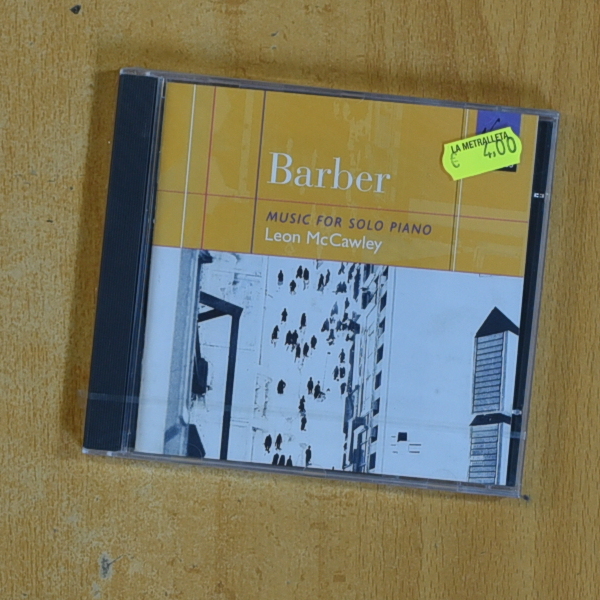 Barber
LA METRALLETA
€ 4,00
MUSIC FOR SOLO PIANO
Leon McCawley